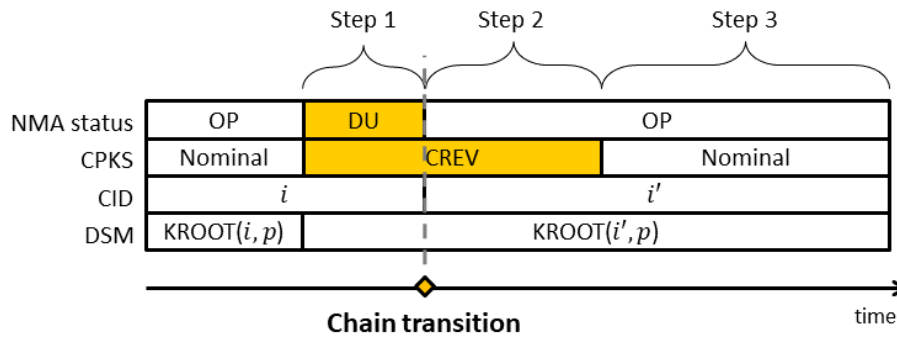 Step 1 Step 2 Step 3
NMA status OP DU OP
CPKS Nominal CREV Nominal
CID i i′
DSM KROOT(i, p) KROOT(i′, p)
time
Chain transition